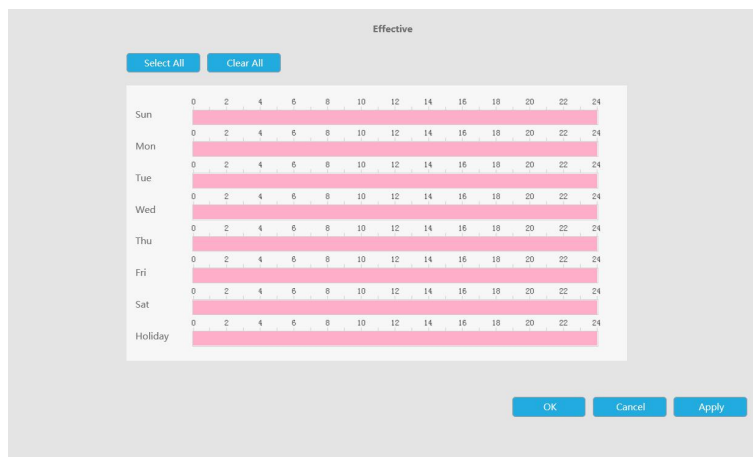 Effective
Select All Clear All
0 2 4 6 8 10 12 14 16 18 20 22 24
Sun
0 2 4 6 8 10 12 14 16 18 20 22 24
Mon
0 2 4 6 8 10 12 14 16 18 20 22 24
Tue
0 2 4 6 8 10 12 14 16 18 20 22 24
Wed
0 2 4 6 8 10 12 14 16 18 20 22 24
Thu
0 2 4 6 8 10 12 14 16 18 20 22 24
Fri
0 2 4 6 8 10 12 14 16 18 20 22 24
Sat
0 2 4 6 8 10 12 14 16 18 20 22 24
Holiday
OK Cancel Apply